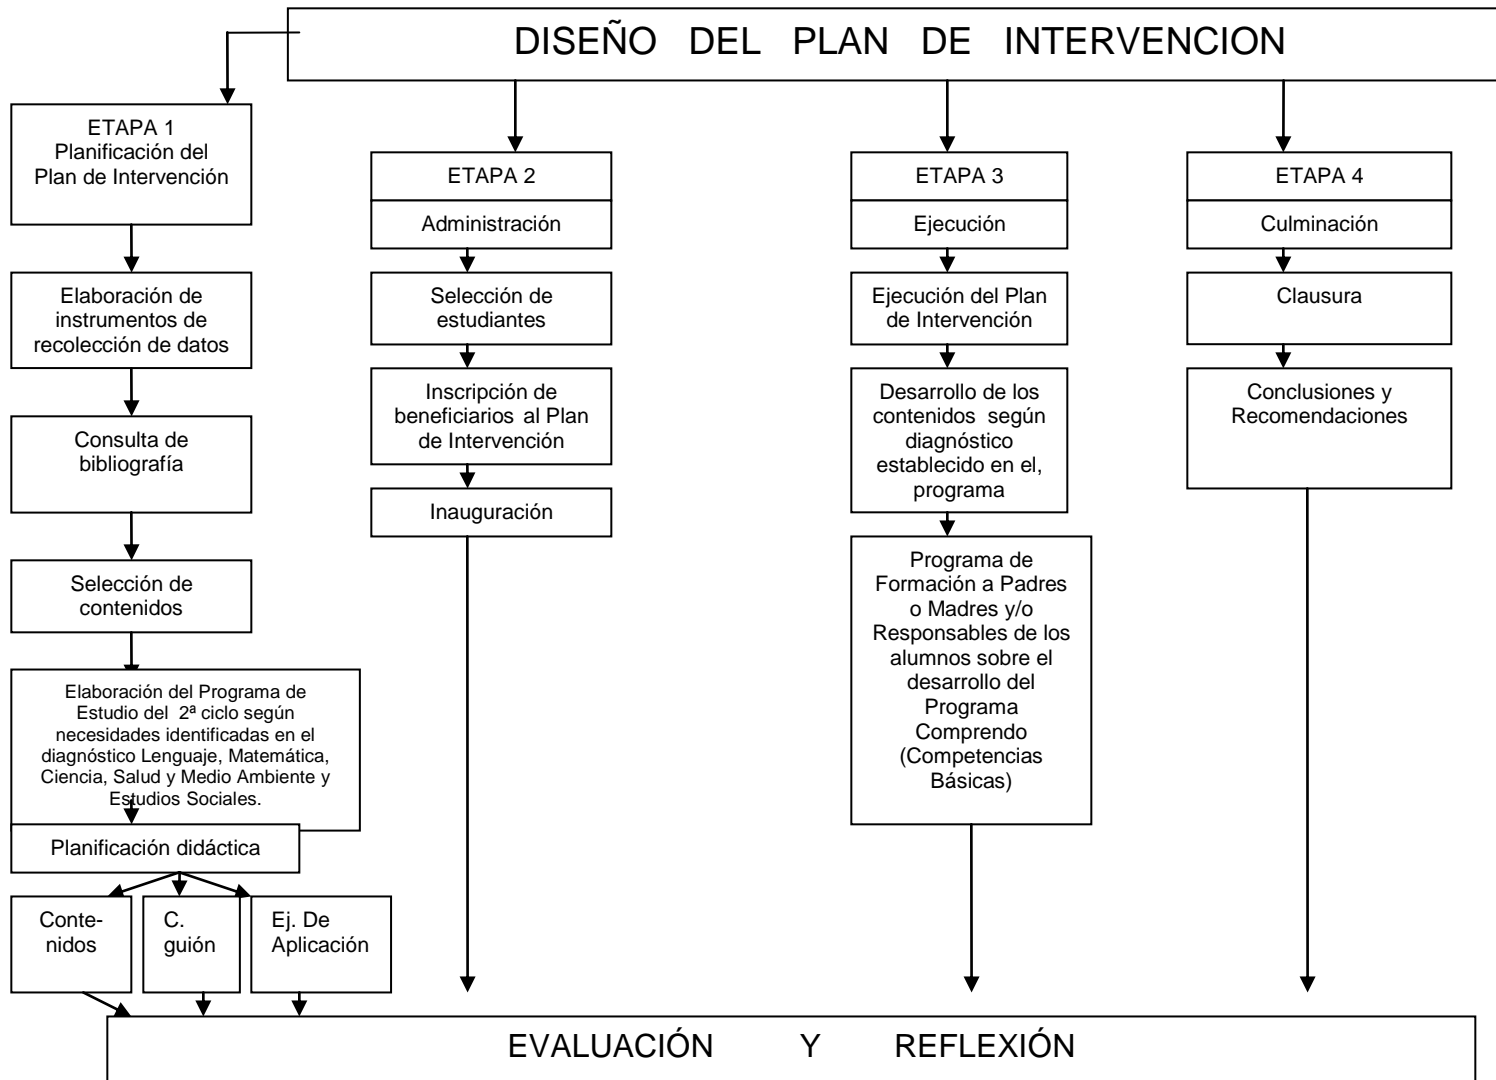 DISEÑO DEL PLAN DE INTERVENCION
ETAPA 1
Planificación del
Plan de Intervención
Elaboración de
instrumentos de
recolección de datos
Consulta de
bibliografía
Selección de
contenidos
Elaboración del Programa de
Estudio del 2ª ciclo según
necesidades identificadas en el
diagnóstico Lenguaje, Matemática,
Ciencia, Salud y Medio Ambiente y
Estudios Sociales.
Planificación didáctica
Conte-
nidos
C.
guión
Ej. De
Aplicación
ETAPA 2
Administración
Selección de
estudiantes
Inscripción de
beneficiarios al Plan
de Intervención
Inauguración
ETAPA 3
Ejecución
Ejecución del Plan
de Intervención
Desarrollo de los
contenidos según
diagnóstico
establecido en el,
programa
Programa de
Formación a Padres
o Madres y/o
Responsables de los
alumnos sobre el
desarrollo del
Programa
Comprendo
(Competencias
Básicas)
ETAPA 4
Culminación
Clausura
Conclusiones y
Recomendaciones
EVALUACIÓN Y REFLEXIÓN